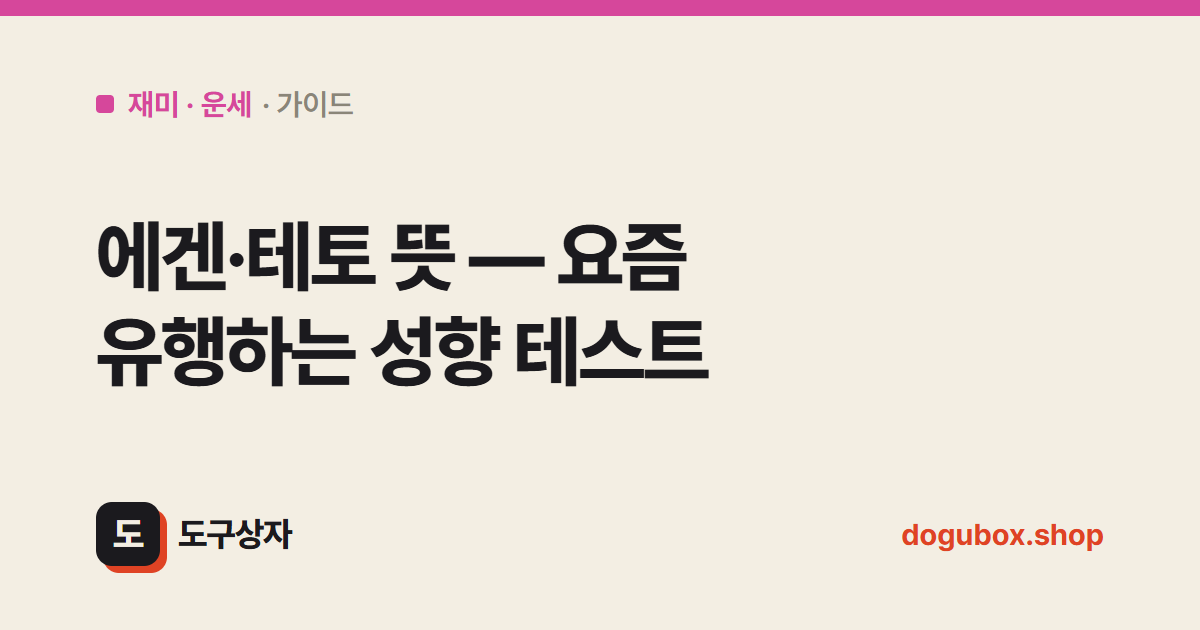 재미 · 운세 · 가이드
에겐·테토 뜻 — 요즘
유행하는 성향 테스트
도 도구상자
dogubox.shop